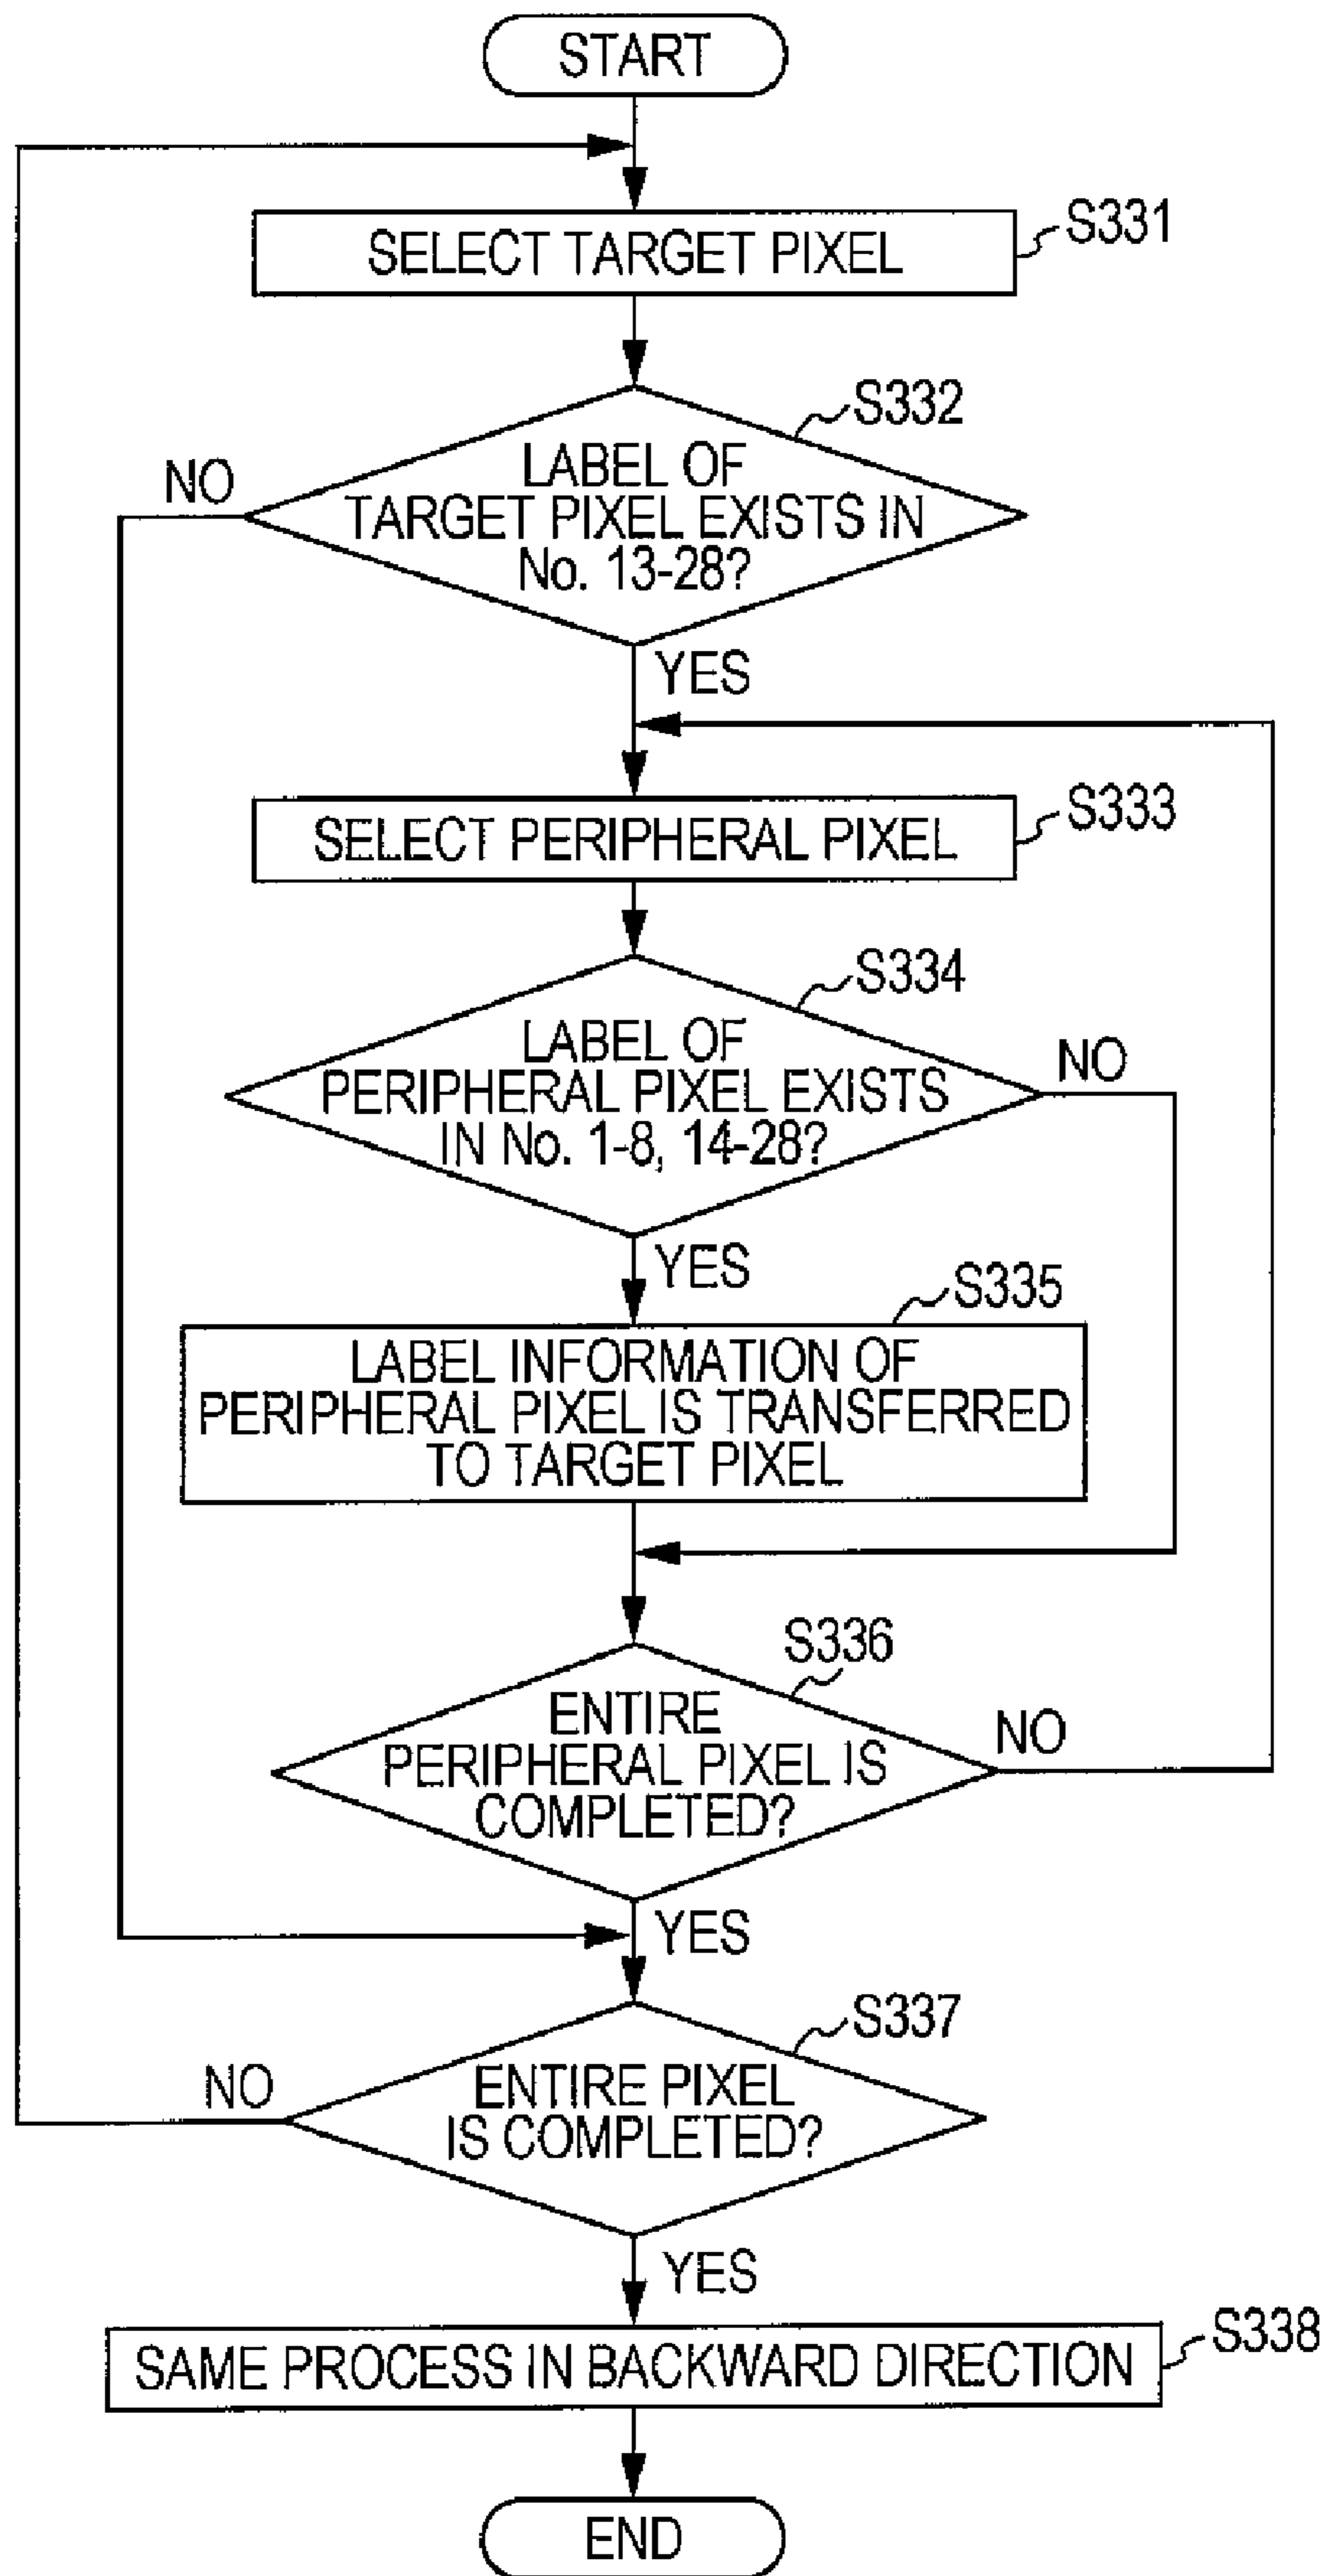 START
SELECT TARGET PIXEL
S331
S332
LABEL OF
TARGET PIXEL EXISTS IN
No. 13-28?
NO
YES
SELECT PERIPHERAL PIXEL
S333
S334
LABEL OF
PERIPHERAL PIXEL EXISTS
IN No. 1-8, 14-28?
NO
YES
S335
LABEL INFORMATION OF
PERIPHERAL PIXEL IS TRANSFERRED
TO TARGET PIXEL
S336
ENTIRE
PERIPHERAL PIXEL IS
COMPLETED?
NO
YES
S337
ENTIRE PIXEL
IS COMPLETED?
NO
YES
SAME PROCESS IN BACKWARD DIRECTION
S338
END